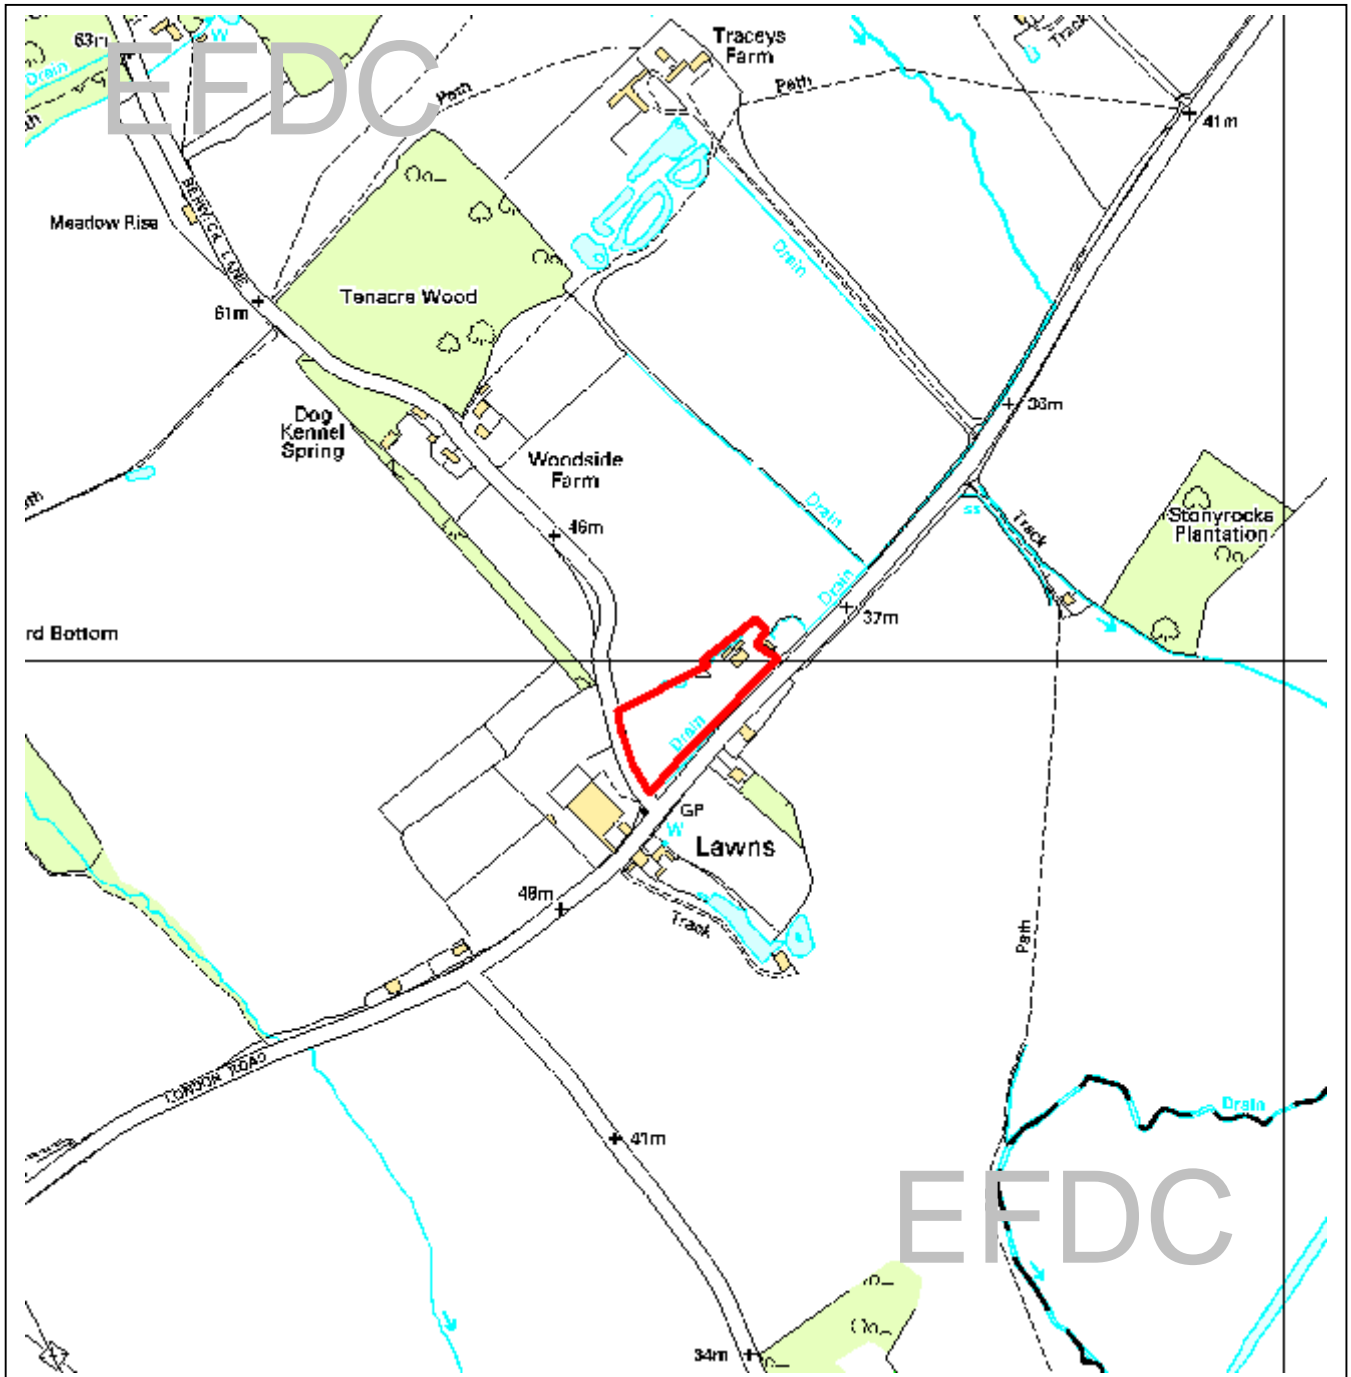 EFDC
63m
W
Drain
Path
Traceys
Farm
Path
Track
41m
Meadow Rise
BERWICK LANE
61m
Tenacre Wood
Drain
Dog
Kennel
Spring
Woodside
Farm
46m
Drain
Drain
Track
Stonyrocks
Plantation
37m
rd Bottom
Drain
GP
W
Lawns
48m
Track
Path
LONDON ROAD
41m
Drain
EFDC
34m